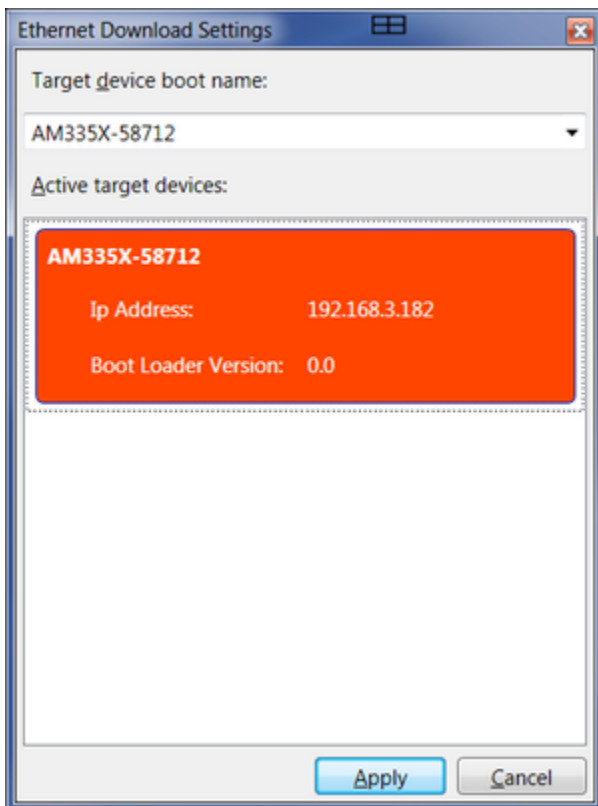 Ethernet Download Settings
Target device boot name:
AM335X-58712
Active target devices:
AM335X-58712
Ip Address: 192.168.3.182
Boot Loader Version: 0.0
Apply Cancel